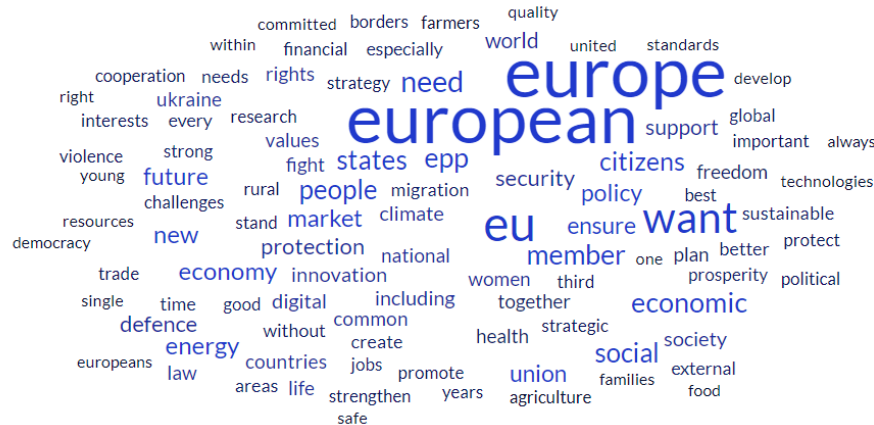 quality
committed borders farmers
within financial especially world united standards
cooperation needs rights strategy need europe develop
right ukraine
interests every research european support global
values important always
violence strong fight states epp citizens freedom
young future people migration security policy best technologies
challenges rural
resources stand market climate eu ensure want sustainable
democracy new protection national member one plan better protect
trade economy innovation women third prosperity political
single time good digital including together economic
defence without common health strategic
energy create social society
europeans law countries jobs promote union families external
areas life strengthen years agriculture food
safe